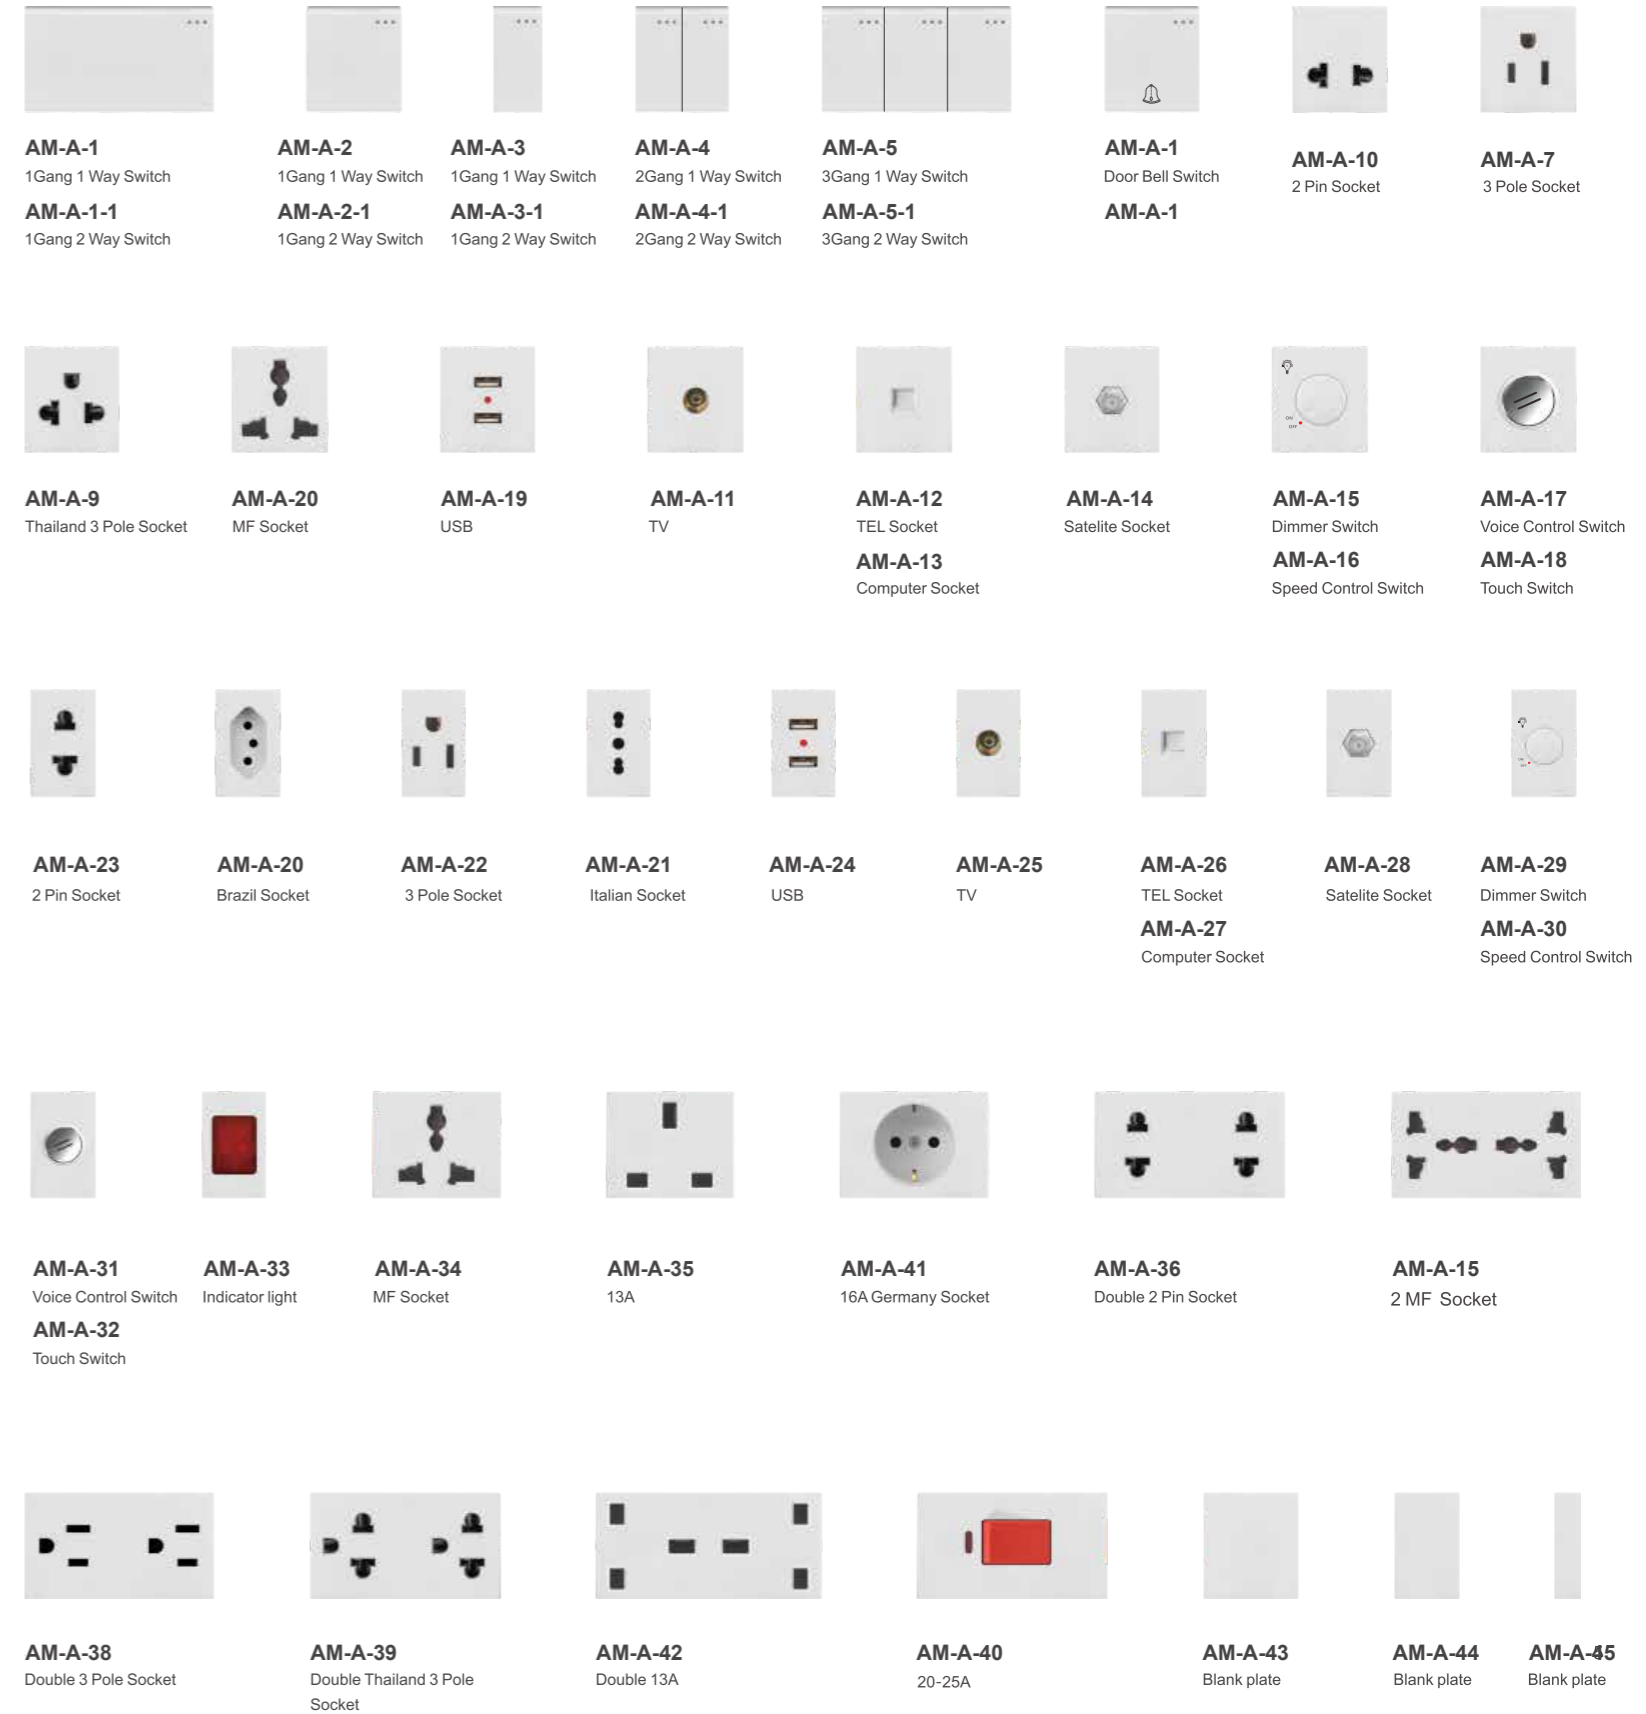 AM-A-1
1Gang 1 Way Switch
AM-A-1-1
1Gang 2 Way Switch
AM-A-2
1Gang 1 Way Switch
AM-A-2-1
1Gang 2 Way Switch
AM-A-3
1Gang 1 Way Switch
AM-A-3-1
1Gang 2 Way Switch
AM-A-4
2Gang 1 Way Switch
AM-A-4-1
2Gang 2 Way Switch
AM-A-5
3Gang 1 Way Switch
AM-A-5-1
3Gang 2 Way Switch
AM-A-1
Door Bell Switch
AM-A-1
AM-A-10
2 Pin Socket
AM-A-7
3 Pole Socket
AM-A-9
Thailand 3 Pole Socket
AM-A-20
MF Socket
AM-A-19
USB
AM-A-11
TV
AM-A-12
TEL Socket
AM-A-13
Computer Socket
AM-A-14
Satelite Socket
ON
OFF
AM-A-15
Dimmer Switch
AM-A-16
Speed Control Switch
AM-A-17
Voice Control Switch
AM-A-18
Touch Switch
AM-A-23
2 Pin Socket
AM-A-20
Brazil Socket
AM-A-22
3 Pole Socket
AM-A-21
Italian Socket
AM-A-24
USB
AM-A-25
TV
AM-A-26
TEL Socket
AM-A-27
Computer Socket
AM-A-28
Satelite Socket
ON
OFF
AM-A-29
Dimmer Switch
AM-A-30
Speed Control Switch
AM-A-31
Voice Control Switch
AM-A-32
Touch Switch
AM-A-33
Indicator light
AM-A-34
MF Socket
AM-A-35
13A
AM-A-41
16A Germany Socket
AM-A-36
Double 2 Pin Socket
AM-A-15
2 MF Socket
AM-A-38
Double 3 Pole Socket
AM-A-39
Double Thailand 3 Pole
Socket
AM-A-42
Double 13A
AM-A-40
20-25A
AM-A-43
Blank plate
AM-A-44
Blank plate
Blank plate